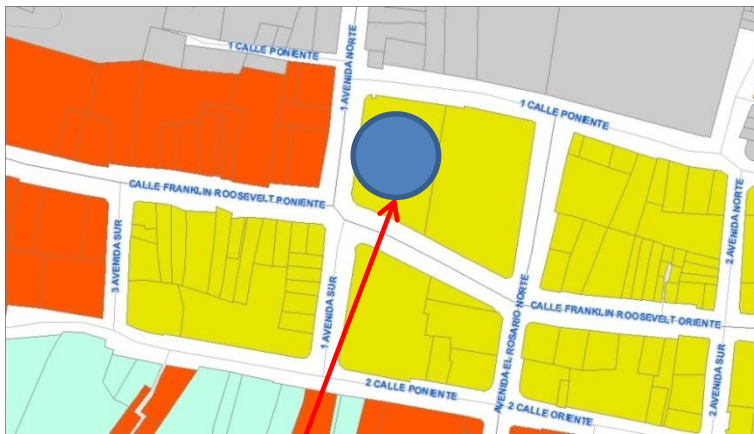 1 CALLE PONIENTE
1 AVENIDA NORTE
1 CALLE PONIENTE
CALLE FRANKLIN ROOSEVELT PONIENTE
2 AVENIDA NORTE
3 AVENIDA SUR
1 AVENIDA SUR
AVENIDA EL ROSARIO NORTE
CALLE FRANKLIN ROOSEVELT ORIENTE
2 AVENIDA SUR
2 CALLE PONIENTE
2 CALLE ORIENTE